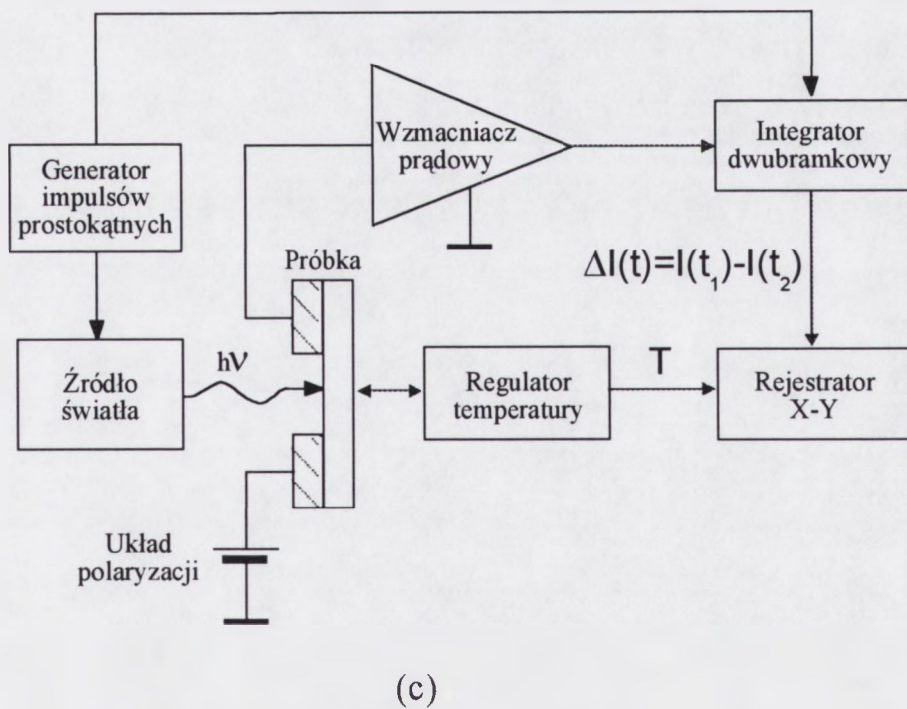 Generator
impulsów
prostokątnych
Wzmacniacz
prądowy
Integrator
dwubramkowy
Próbka
ΔI(t)=I(t₁)-I(t₂)
Źródło
światła
hν
Regulator
temperatury
T
Rejestrator
X-Y
Układ
polaryzacji
(c)